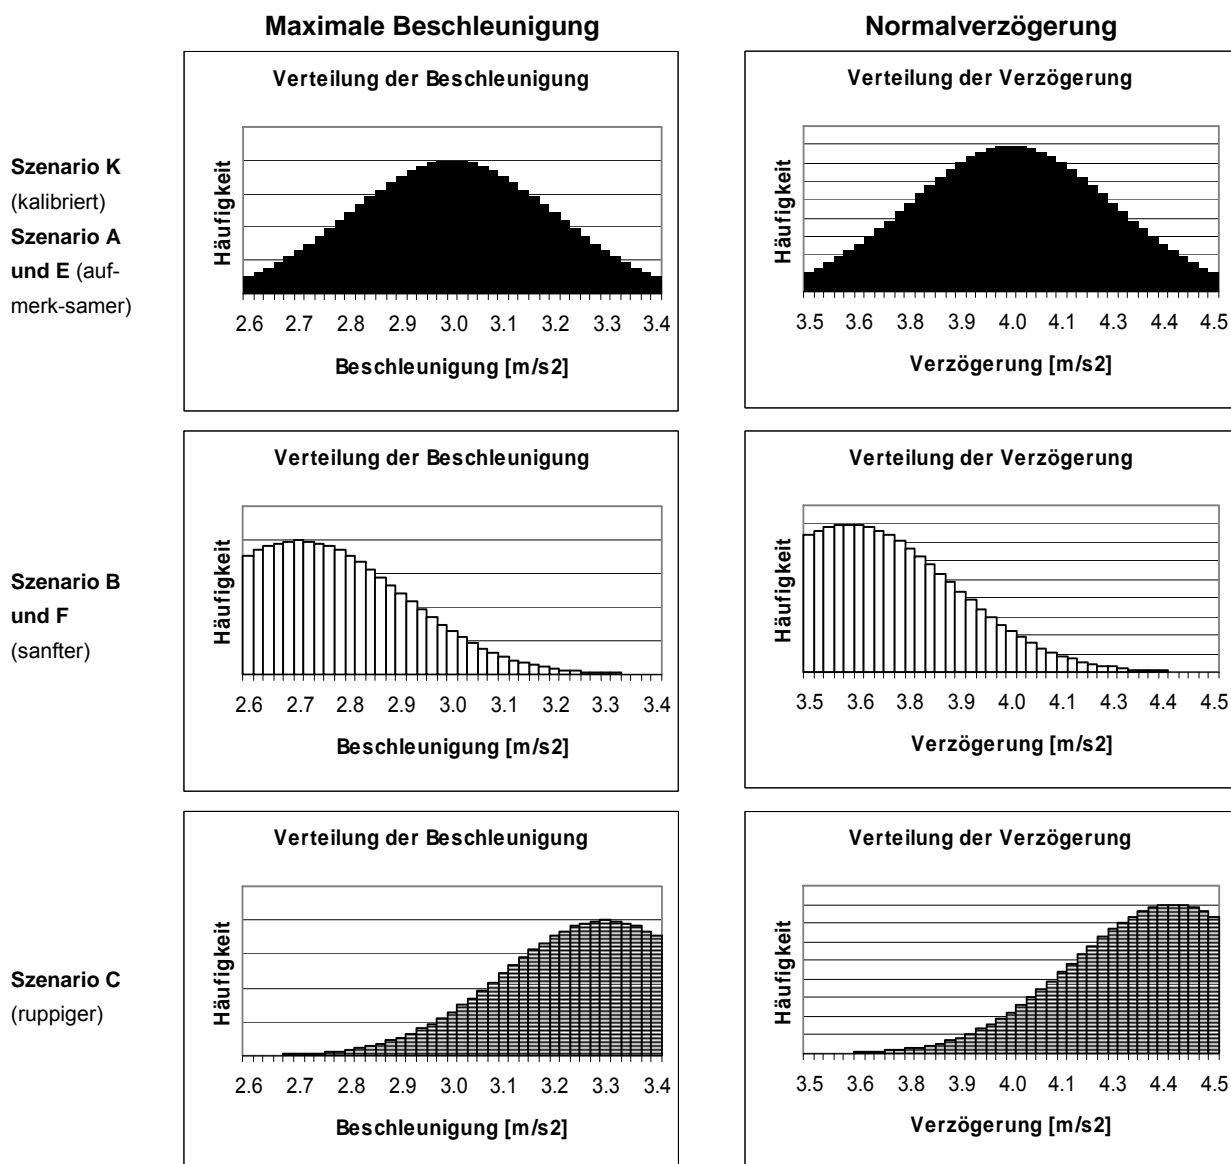 Maximale Beschleunigung
Normalverzögerung
Szenario K
(kalibriert)
Szenario A
und E (auf-
merk-samer)
Verteilung der Beschleunigung
Häufigkeit
2.6 2.7 2.8 2.9 3.0 3.1 3.2 3.3 3.4
Beschleunigung [m/s2]
Verteilung der Verzögerung
Häufigkeit
3.5 3.6 3.8 3.9 4.0 4.1 4.3 4.4 4.5
Verzögerung [m/s2]
Szenario B
und F
(sanfter)
Verteilung der Beschleunigung
Häufigkeit
2.6 2.7 2.8 2.9 3.0 3.1 3.2 3.3 3.4
Beschleunigung [m/s2]
Verteilung der Verzögerung
Häufigkeit
3.5 3.6 3.8 3.9 4.0 4.1 4.3 4.4 4.5
Verzögerung [m/s2]
Szenario C
(ruppiger)
Verteilung der Beschleunigung
Häufigkeit
2.6 2.7 2.8 2.9 3.0 3.1 3.2 3.3 3.4
Beschleunigung [m/s2]
Verteilung der Verzögerung
Häufigkeit
3.5 3.6 3.8 3.9 4.0 4.1 4.3 4.4 4.5
Verzögerung [m/s2]